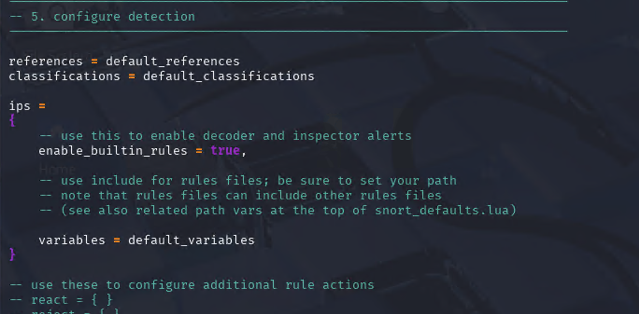 ---------------------------------------------------------------------------
-- 5. configure detection
---------------------------------------------------------------------------
references = default_references
classifications = default_classifications
ips =
{
    -- use this to enable decoder and inspector alerts
    enable_builtin_rules = true,
    -- use include for rules files; be sure to set your path
    -- note that rules files can include other rules files
    -- (see also related path vars at the top of snort_defaults.lua)
    variables = default_variables
}
-- use these to configure additional rule actions
-- react = { }
-- reject = { }